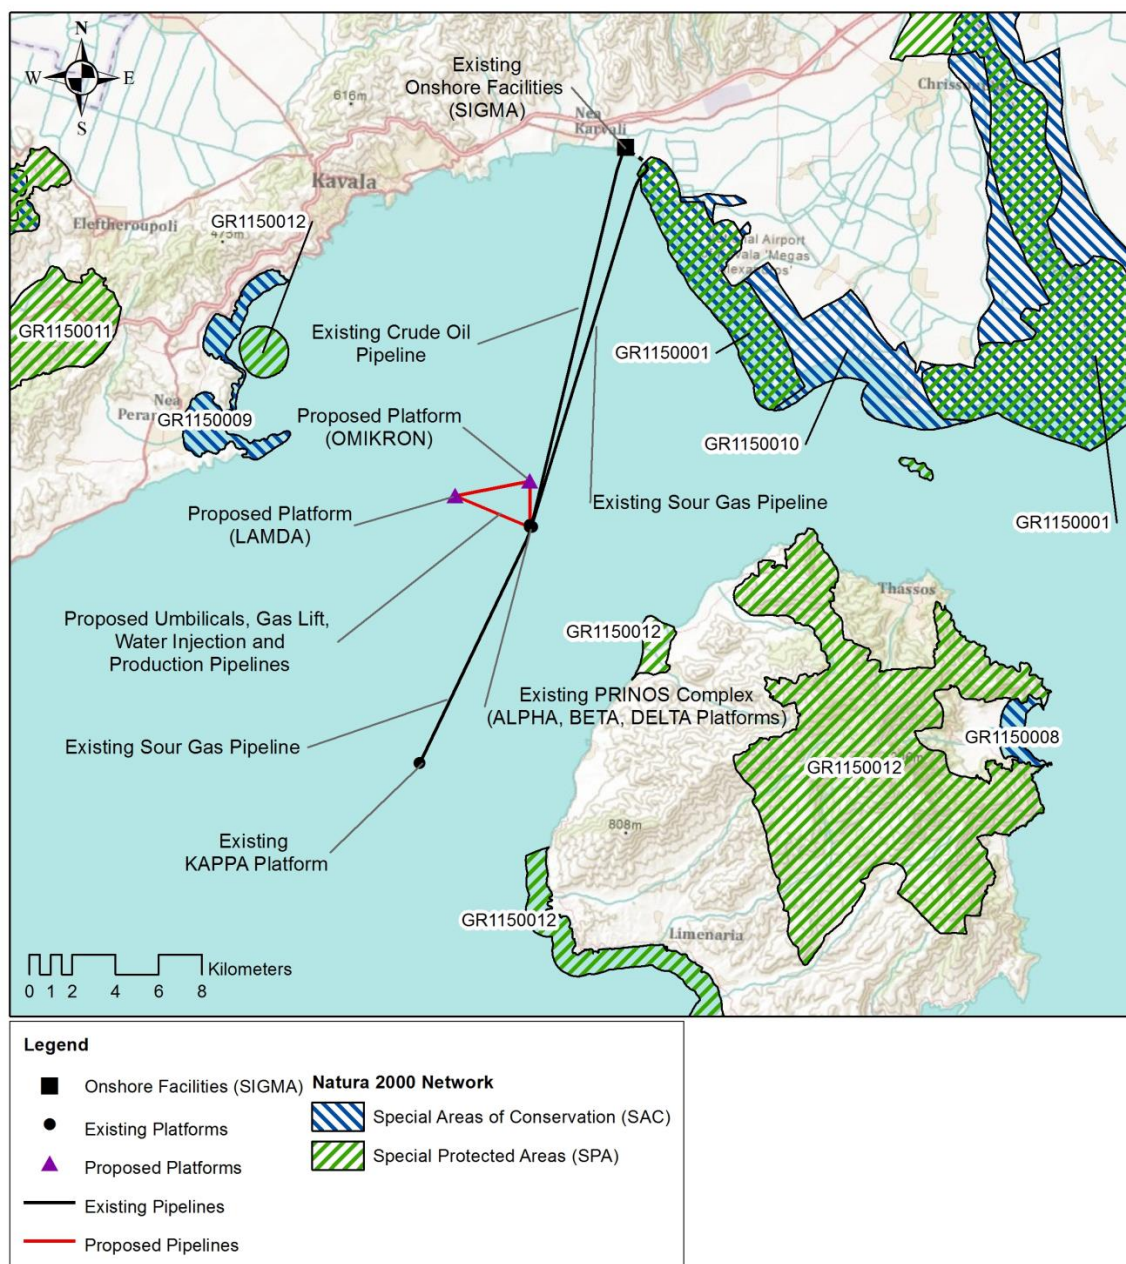 N
W E
S
Existing
Onshore Facilities
(SIGMA)
616m
Nea
Karvali
Kavala
Eleftheroupoli
GR1150012
475m
GR1150011
Existing Crude Oil
Pipeline
GR1150001
Proposed Platform
(OMIKRON)
Nea
GR1150009
GR1150010
Existing Sour Gas Pipeline
Proposed Platform
(LAMDA)
GR1150001
Thassos
Proposed Umbilicals, Gas Lift,
Water Injection and
Production Pipelines
GR1150012
Existing PRINOS Complex
(ALPHA, BETA, DELTA Platforms)
Existing Sour Gas Pipeline
GR1150008
GR1150012
808m
Existing
KAPPA Platform
GR1150012
Limenaria
Kilometers
0 1 2 4 6 8
Legend
Onshore Facilities (SIGMA)
Existing Platforms
Proposed Platforms
Existing Pipelines
Proposed Pipelines
Natura 2000 Network
Special Areas of Conservation (SAC)
Special Protected Areas (SPA)